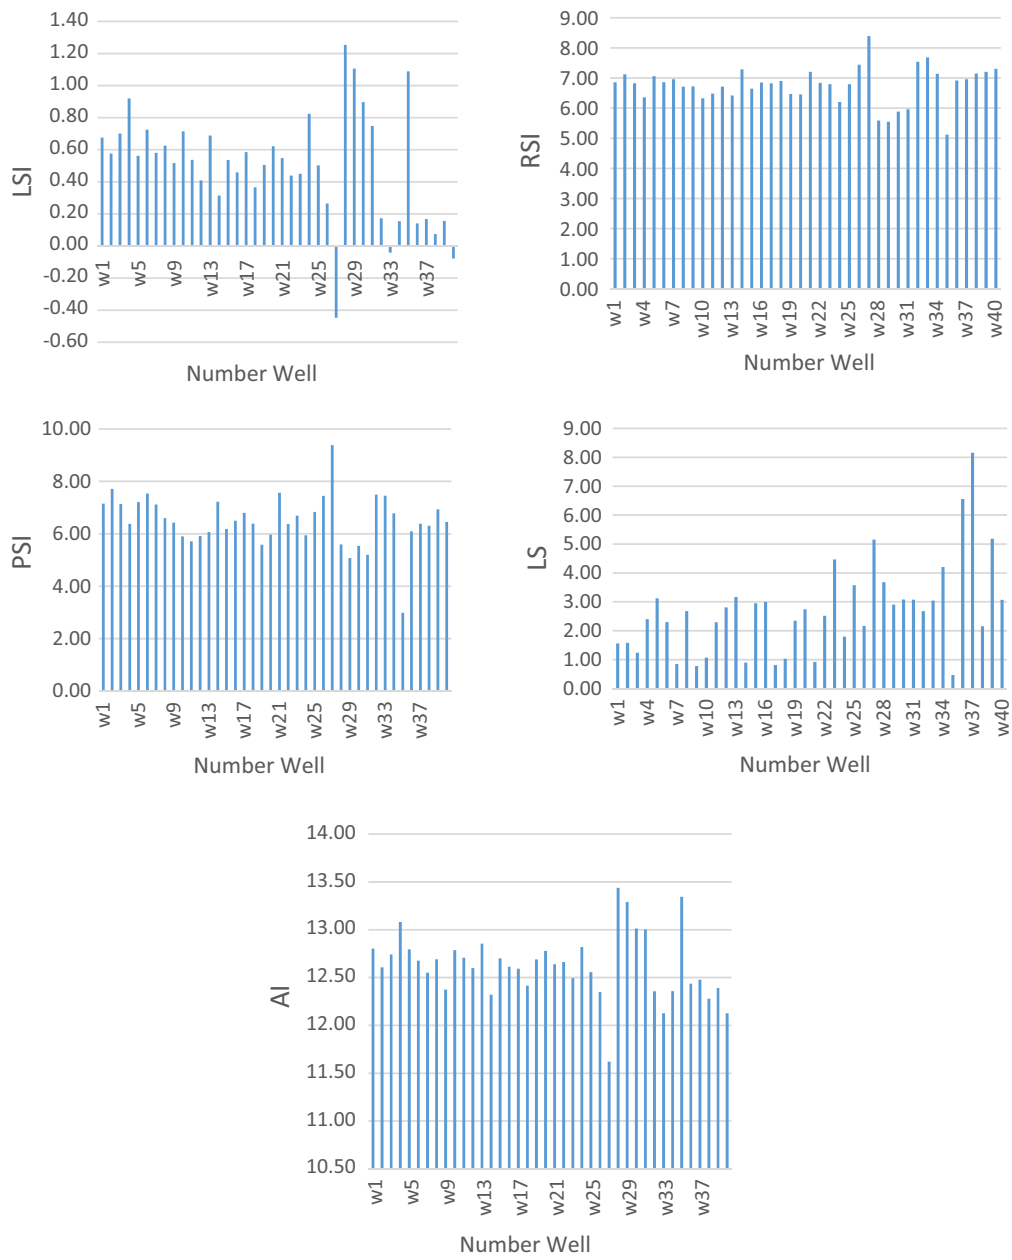 1.40
1.20
1.00
0.80
0.60
0.40
0.20
0.00
-0.20
-0.40
-0.60
LSI
w1
w5
w9
w13
w17
w21
w25
w29
w33
w37
Number Well
9.00
8.00
7.00
6.00
5.00
4.00
3.00
2.00
1.00
0.00
RSI
w1
w4
w7
w10
w13
w16
w19
w22
w25
w28
w31
w34
w37
w40
Number Well
10.00
8.00
6.00
4.00
2.00
0.00
PSI
w1
w5
w9
w13
w17
w21
w25
w29
w33
w37
Number Well
9.00
8.00
7.00
6.00
5.00
4.00
3.00
2.00
1.00
0.00
LS
w1
w4
w7
w10
w13
w16
w19
w22
w25
w28
w31
w34
w37
w40
Number Well
14.00
13.50
13.00
12.50
12.00
11.50
11.00
10.50
AI
w1
w5
w9
w13
w17
w21
w25
w29
w33
w37
Number Well